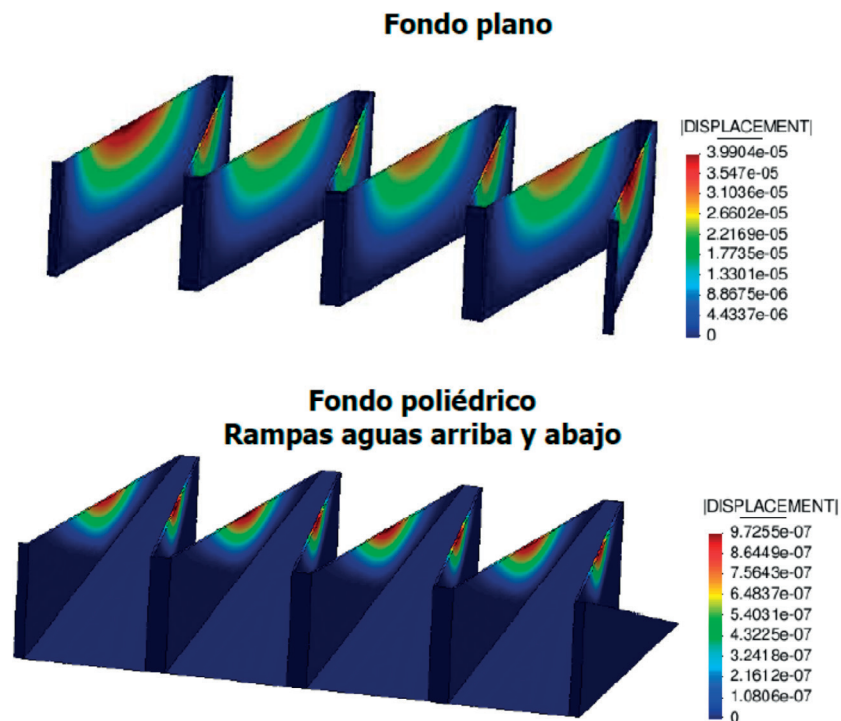 Fondo plano
|DISPLACEMENT|
3.9904e-05
3.547e-05
3.1036e-05
2.6602e-05
2.2169e-05
1.7735e-05
1.3301e-05
8.8675e-06
4.4337e-06
0
Fondo poliédrico
Rampas aguas arriba y abajo
|DISPLACEMENT|
9.7255e-07
8.6449e-07
7.5643e-07
6.4837e-07
5.4031e-07
4.3225e-07
3.2418e-07
2.1612e-07
1.0806e-07
0